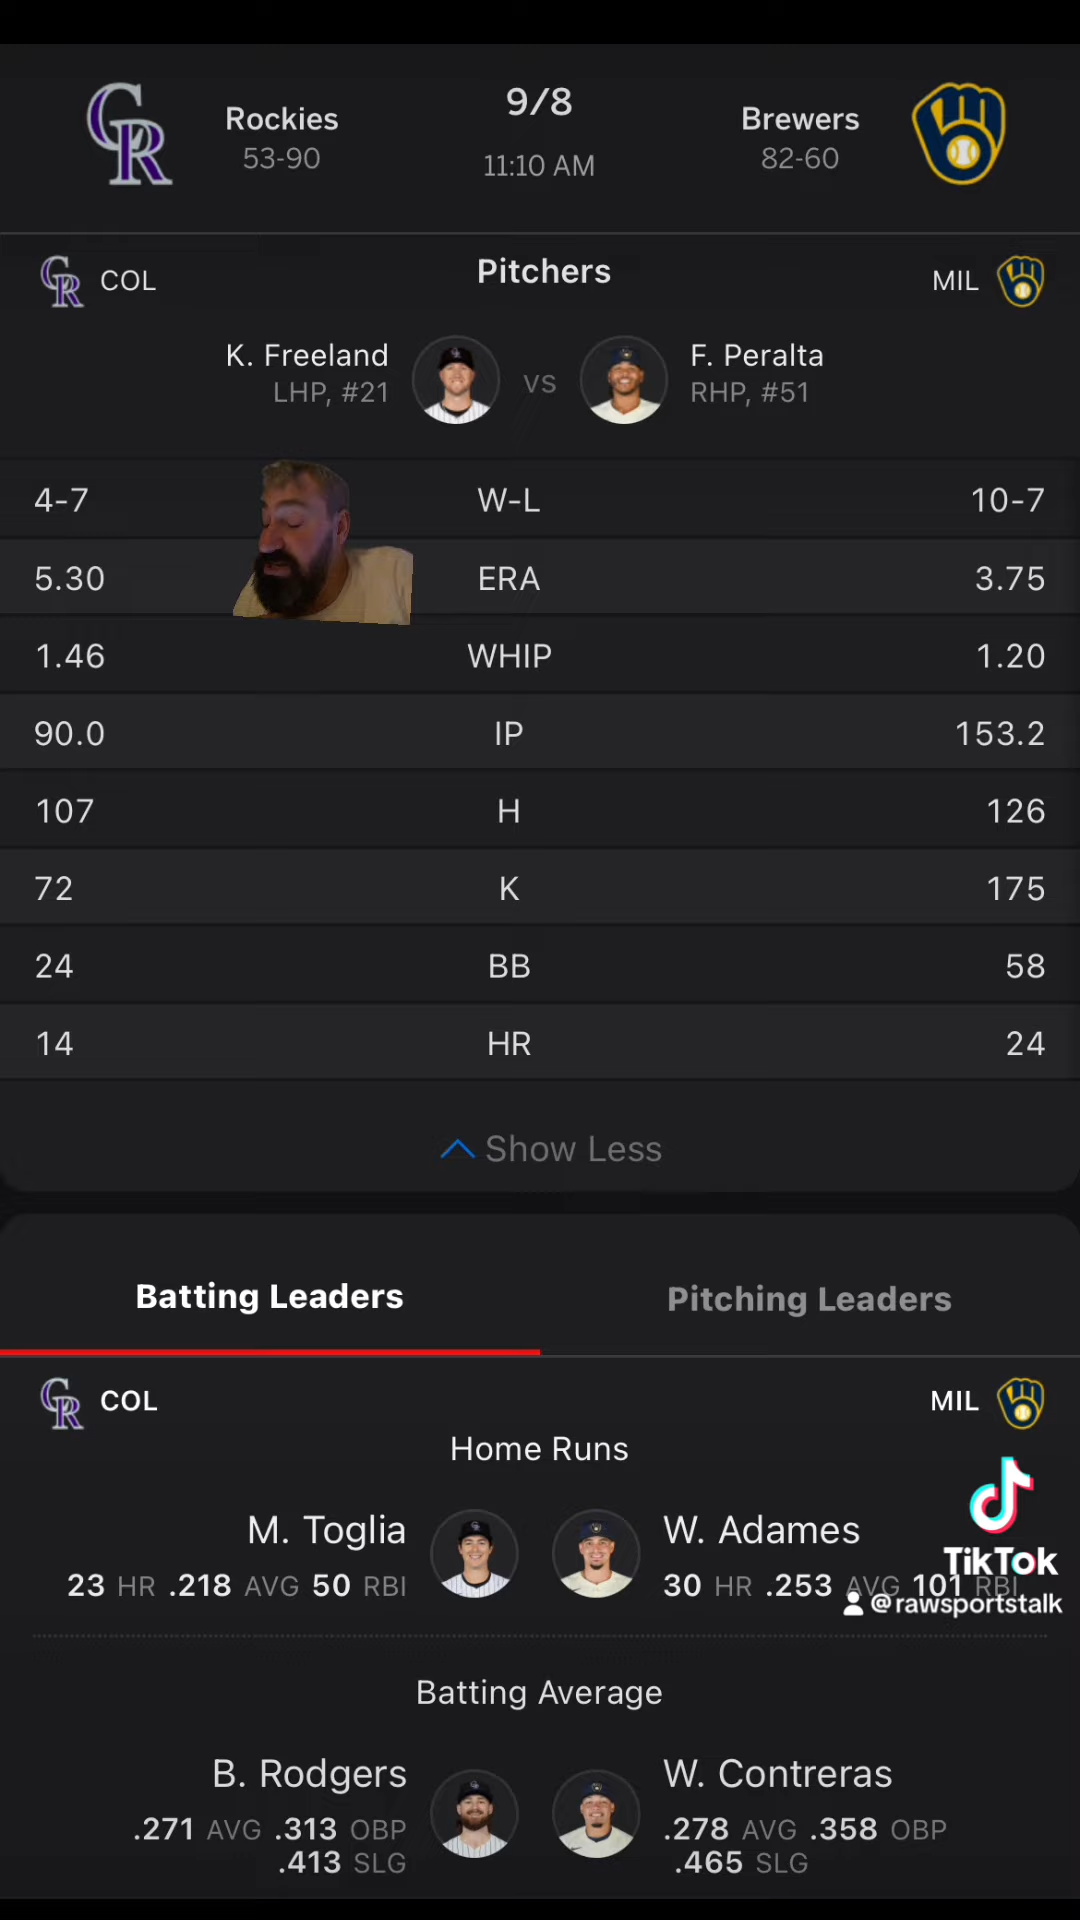 Rockies
53-90
9/8
11:10 AM
Brewers
82-60
COL
Pitchers
MIL
K. Freeland
LHP, #21
vs
F. Peralta
RHP, #51
4-7 W-L 10-7
5.30 ERA 3.75
1.46 WHIP 1.20
90.0 IP 153.2
107 H 126
72 K 175
24 BB 58
14 HR 24
Show Less
Batting Leaders
Pitching Leaders
COL
MIL
Home Runs
M. Toglia
23 HR .218 AVG 50 RBI
W. Adames
30 HR .253 AVG 101 RBI
TikTok
@rawsportstalk
Batting Average
B. Rodgers
.271 AVG .313 OBP
.413 SLG
W. Contreras
.278 AVG .358 OBP
.465 SLG